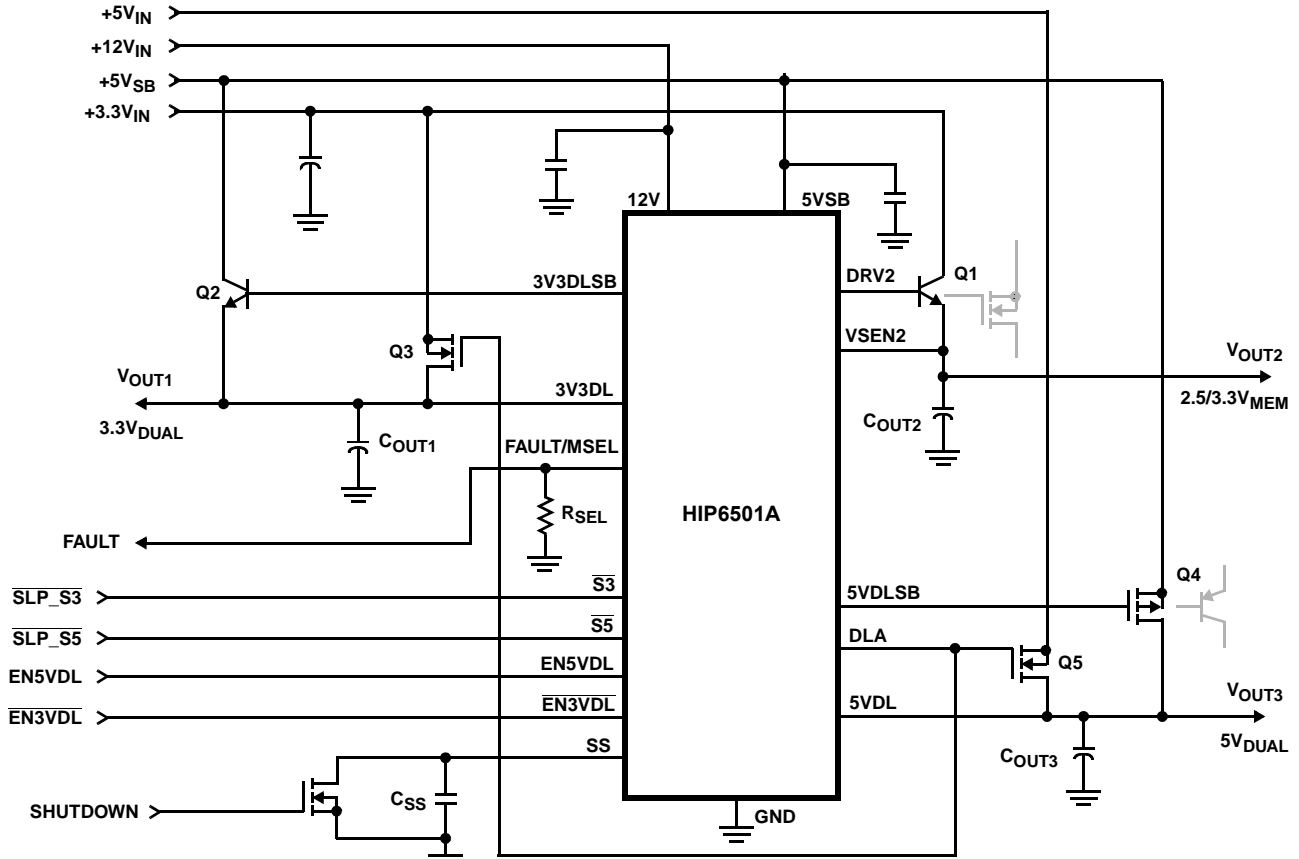 +5VIN
+12VIN
+5VSB
+3.3VIN
12V
5VSB
Q2
3V3DLSB
DRV2
Q1
Q3
VSEN2
VOUT1
3V3DL
VOUT2
3.3VDUAL
COUT1
COUT2
2.5/3.3VMEM
FAULT/MSEL
RSEL
HIP6501A
FAULT
SLP_S3
S3
5VDLSB
Q4
SLP_S5
S5
DLA
EN5VDL
EN5VDL
Q5
EN3VDL
EN3VDL
5VDL
VOUT3
SS
COUT3
5VDUAL
CSS
SHUTDOWN
GND